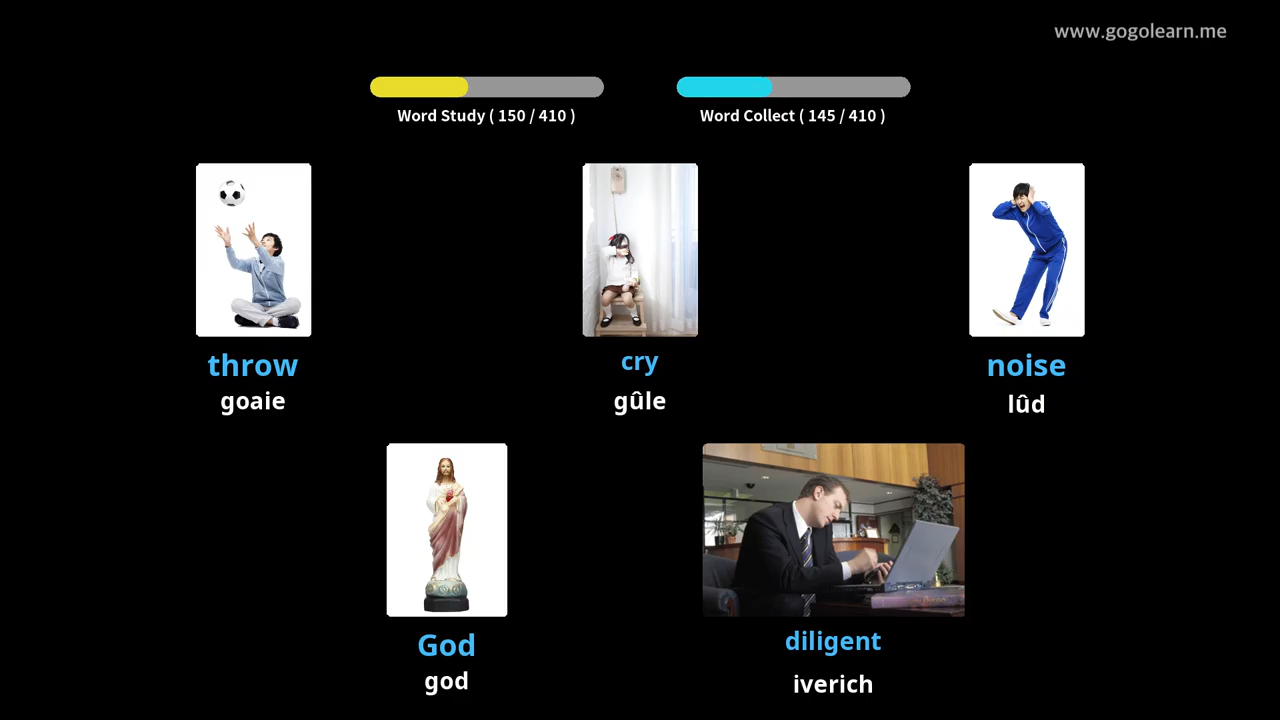 www.gogolearn.me
Word Study ( 150 / 410 )
Word Collect ( 145 / 410 )
throw
goaie
cry
gûle
noise
lûd
God
god
diligent
iverich